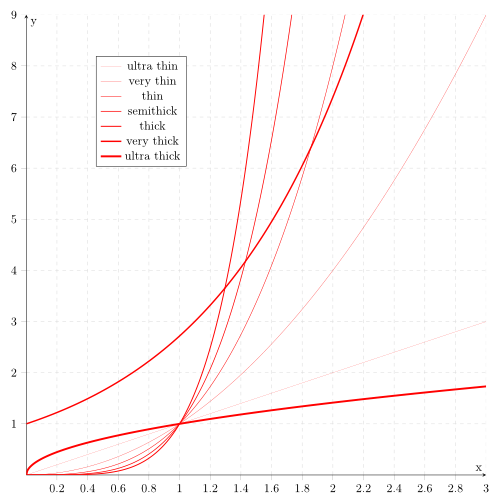 9
y
8
7
6
5
4
3
2
1
ultra thin
very thin
thin
semithick
thick
very thick
ultra thick
x
0.2 0.4 0.6 0.8 1 1.2 1.4 1.6 1.8 2 2.2 2.4 2.6 2.8 3